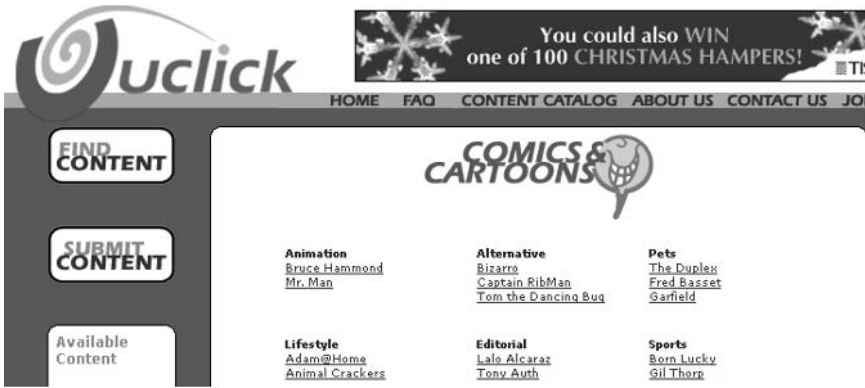 uclick
You could also WIN
one of 100 CHRISTMAS HAMPERS!
HOME FAQ CONTENT CATALOG ABOUT US CONTACT US
FIND
CONTENT
SUBMIT
CONTENT
Available
Content
COMICS &
CARTOONS
Animation
Bruce Hammond
Mr. Man
Alternative
Bizarro
Captain RibMan
Tom the Dancing Bug
Pets
The Duplex
Fred Basset
Garfield
Lifestyle
Adam@Home
Animal Crackers
Editorial
Lalo Alcaraz
Tony Auth
Sports
Born Lucky
Gil Thorp